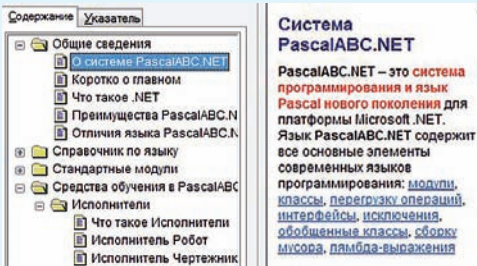 Содержание Указатель
Общие сведения
О системе PascalABC.NET
Коротко о главном
Что такое .NET
Преимущества PascalABC.N
Отличия языка PascalABC.N
Справочник по языку
Стандартные модули
Средства обучения в PascalABC
Исполнители
Что такое Исполнители
Исполнитель Робот
Исполнитель Чертежник
Система
PascalABC.NET
PascalABC.NET – это система
программирования и язык
Pascal нового поколения для
платформы Microsoft .NET.
Язык PascalABC.NET содержит
все основные элементы
современных языков
программирования: модули,
классы, перегрузку операций,
интерфейсы, исключения,
обобщенные классы, сборку
мусора, лямбда-выражения